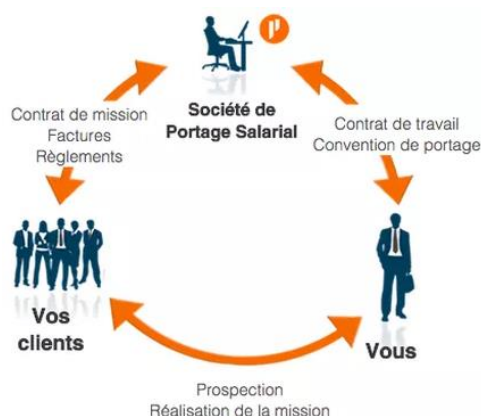 Société de
Portage Salarial
Contrat de mission
Factures
Règlements
Contrat de travail
Convention de portage
Vos
clients
Vous
Prospection
Réalisation de la mission